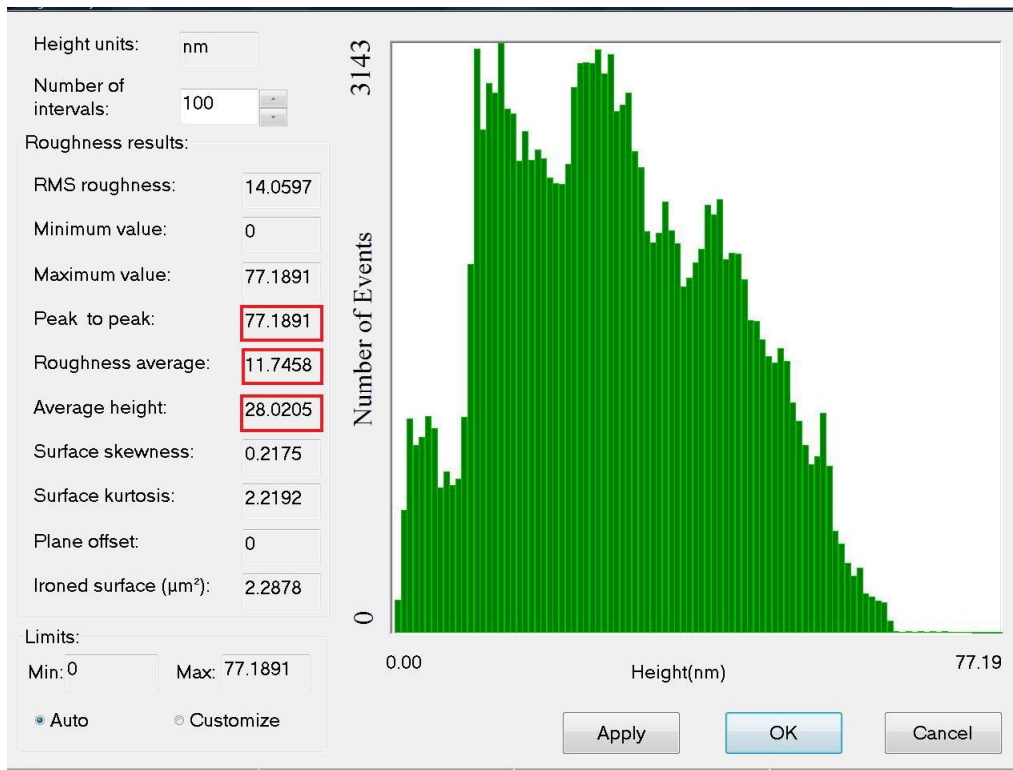 Height units: nm
Number of
intervals: 100
Roughness results:
RMS roughness: 14.0597
Minimum value: 0
Maximum value: 77.1891
Peak to peak: 77.1891
Roughness average: 11.7458
Average height: 28.0205
Surface skewness: 0.2175
Surface kurtosis: 2.2192
Plane offset: 0
Ironed surface (µm²): 2.2878
Limits:
Min: 0 Max: 77.1891
Auto Customize
3143
Number of Events
0
0.00 Height(nm) 77.19
Apply OK Cancel